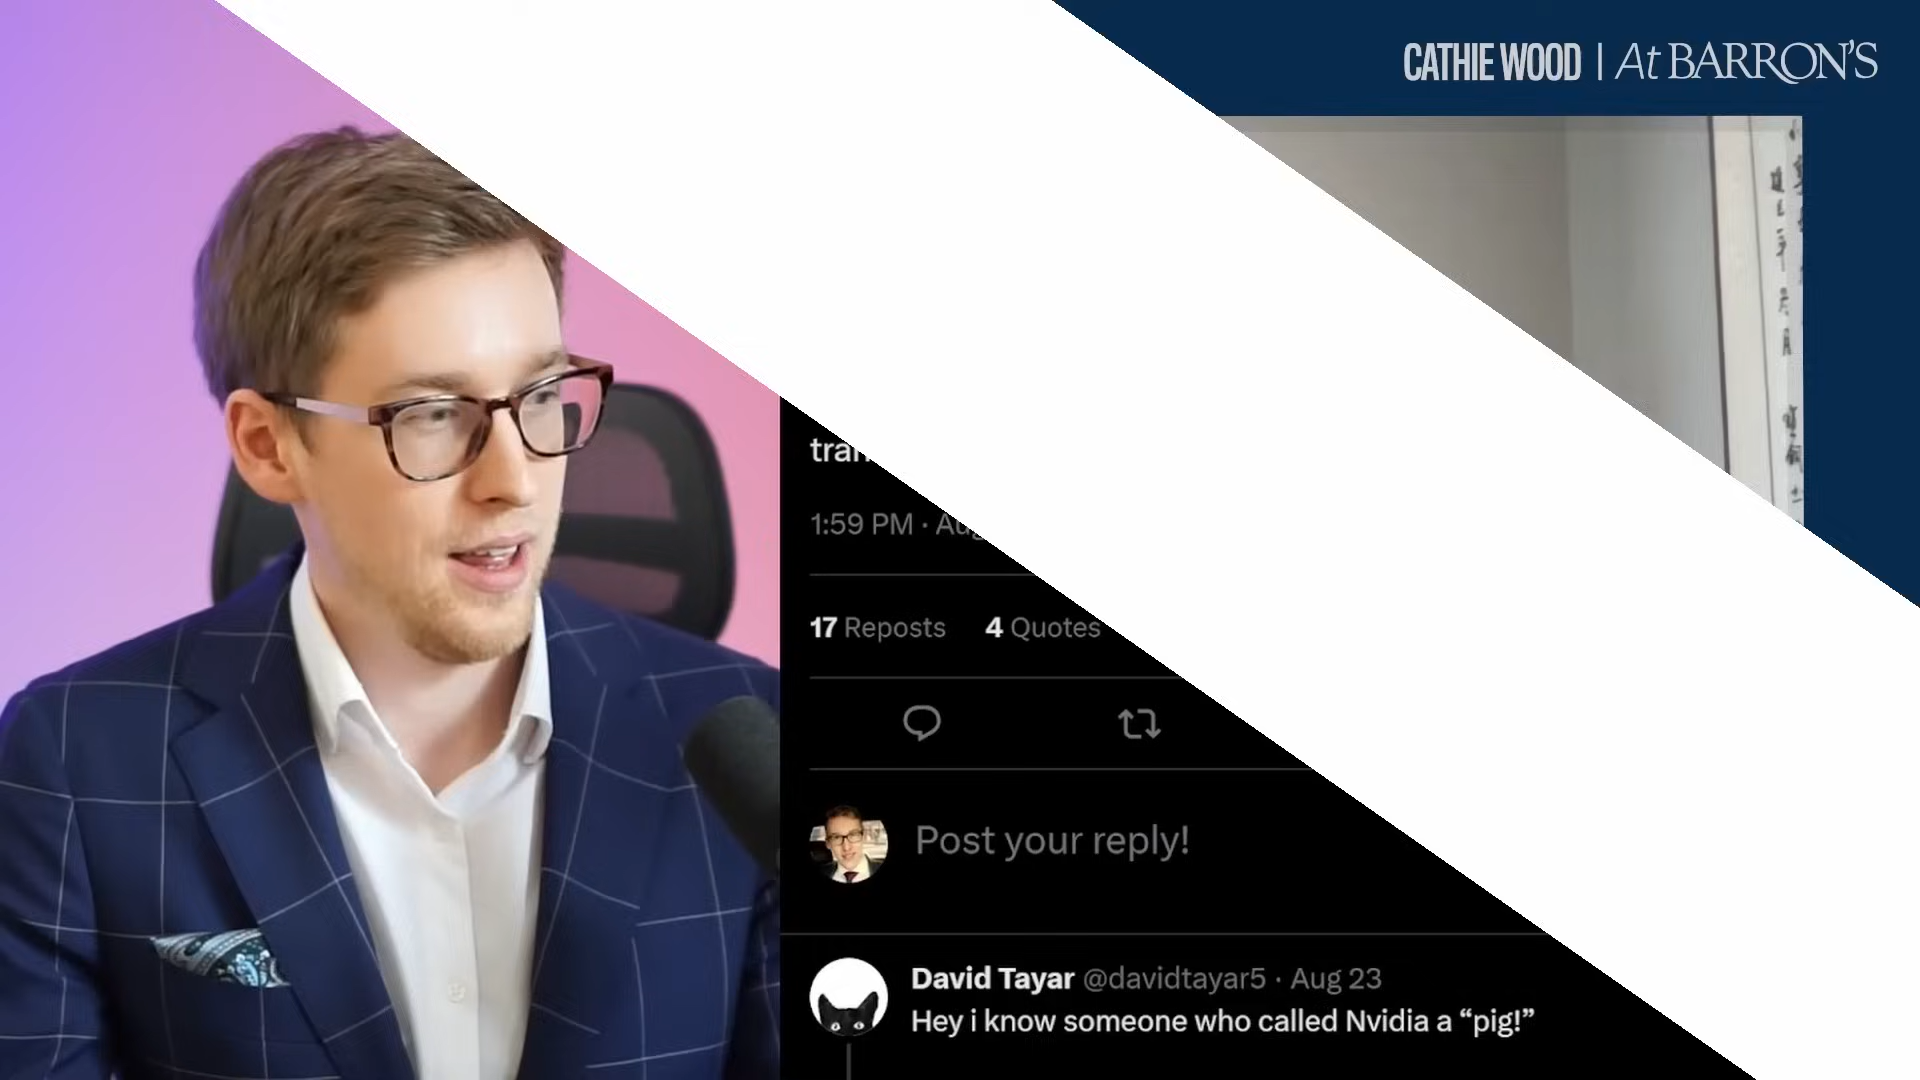 CATHIE WOOD | At BARRON'S
1:59 PM ·
17 Reposts 4 Quotes
Post your reply!
David Tayar @davidtayar5 · Aug 23
Hey i know someone who called Nvidia a “pig!”